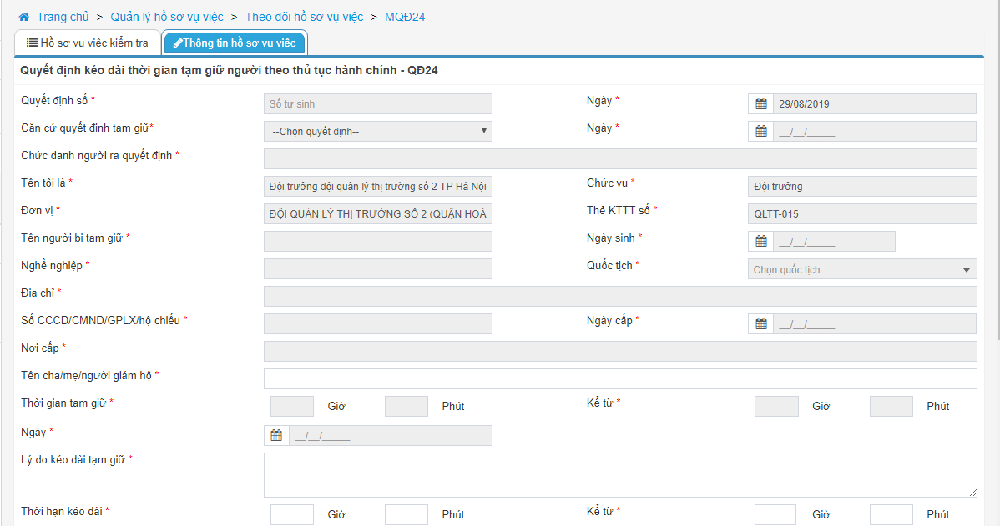 Trang chủ > Quản lý hồ sơ vụ việc > Theo dõi hồ sơ vụ việc > MQĐ24
Hồ sơ vụ việc kiểm tra Thông tin hồ sơ vụ việc
Quyết định kéo dài thời gian tạm giữ người theo thủ tục hành chính - QĐ24
Quyết định số * Số tự sinh Ngày * 29/08/2019
Căn cứ quyết định tạm giữ* --Chọn quyết định-- Ngày * __/__/_____
Chức danh người ra quyết định *
Tên tôi là * Đội trưởng đội quản lý thị trường số 2 TP Hà Nội Chức vụ * Đội trưởng
Đơn vị * ĐỘI QUẢN LÝ THỊ TRƯỜNG SỐ 2 (QUẬN HOÀ Thẻ KTTT số * QLTT-015
Tên người bị tạm giữ * Ngày sinh * __/__/_____
Nghề nghiệp * Quốc tịch * Chọn quốc tịch
Địa chỉ *
Số CCCD/CMND/GPLX/hộ chiếu * Ngày cấp * __/__/_____
Nơi cấp *
Tên cha/mẹ/người giám hộ *
Thời gian tạm giữ * Giờ Phút Kể từ * Giờ Phút
Ngày * __/__/_____
Lý do kéo dài tạm giữ *
Thời hạn kéo dài * Giờ Phút Kể từ * Giờ Phút